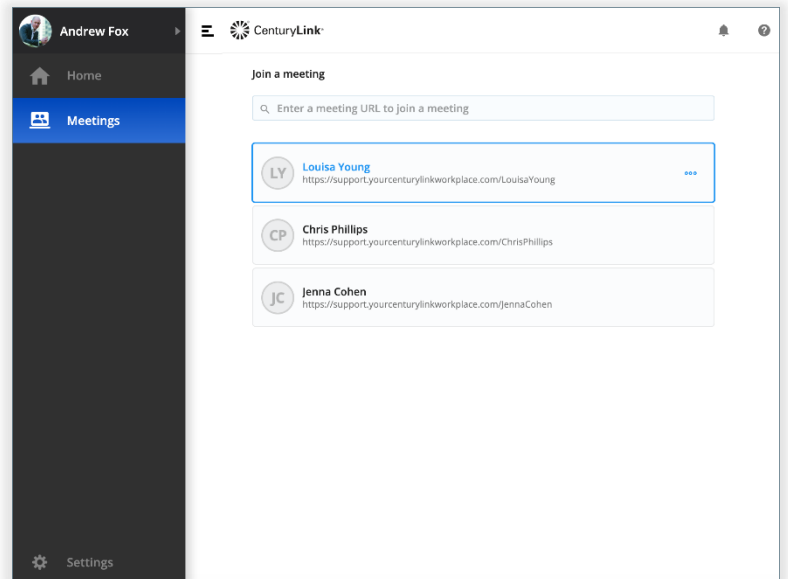 Andrew Fox
CenturyLink
Home
Meetings
Join a meeting
Enter a meeting URL to join a meeting
LY
Louisa Young
https://support.yourcenturylinkworkplace.com/LouisaYoung
CP
Chris Phillips
https://support.yourcenturylinkworkplace.com/ChrisPhillips
JC
Jenna Cohen
https://support.yourcenturylinkworkplace.com/JennaCohen
Settings